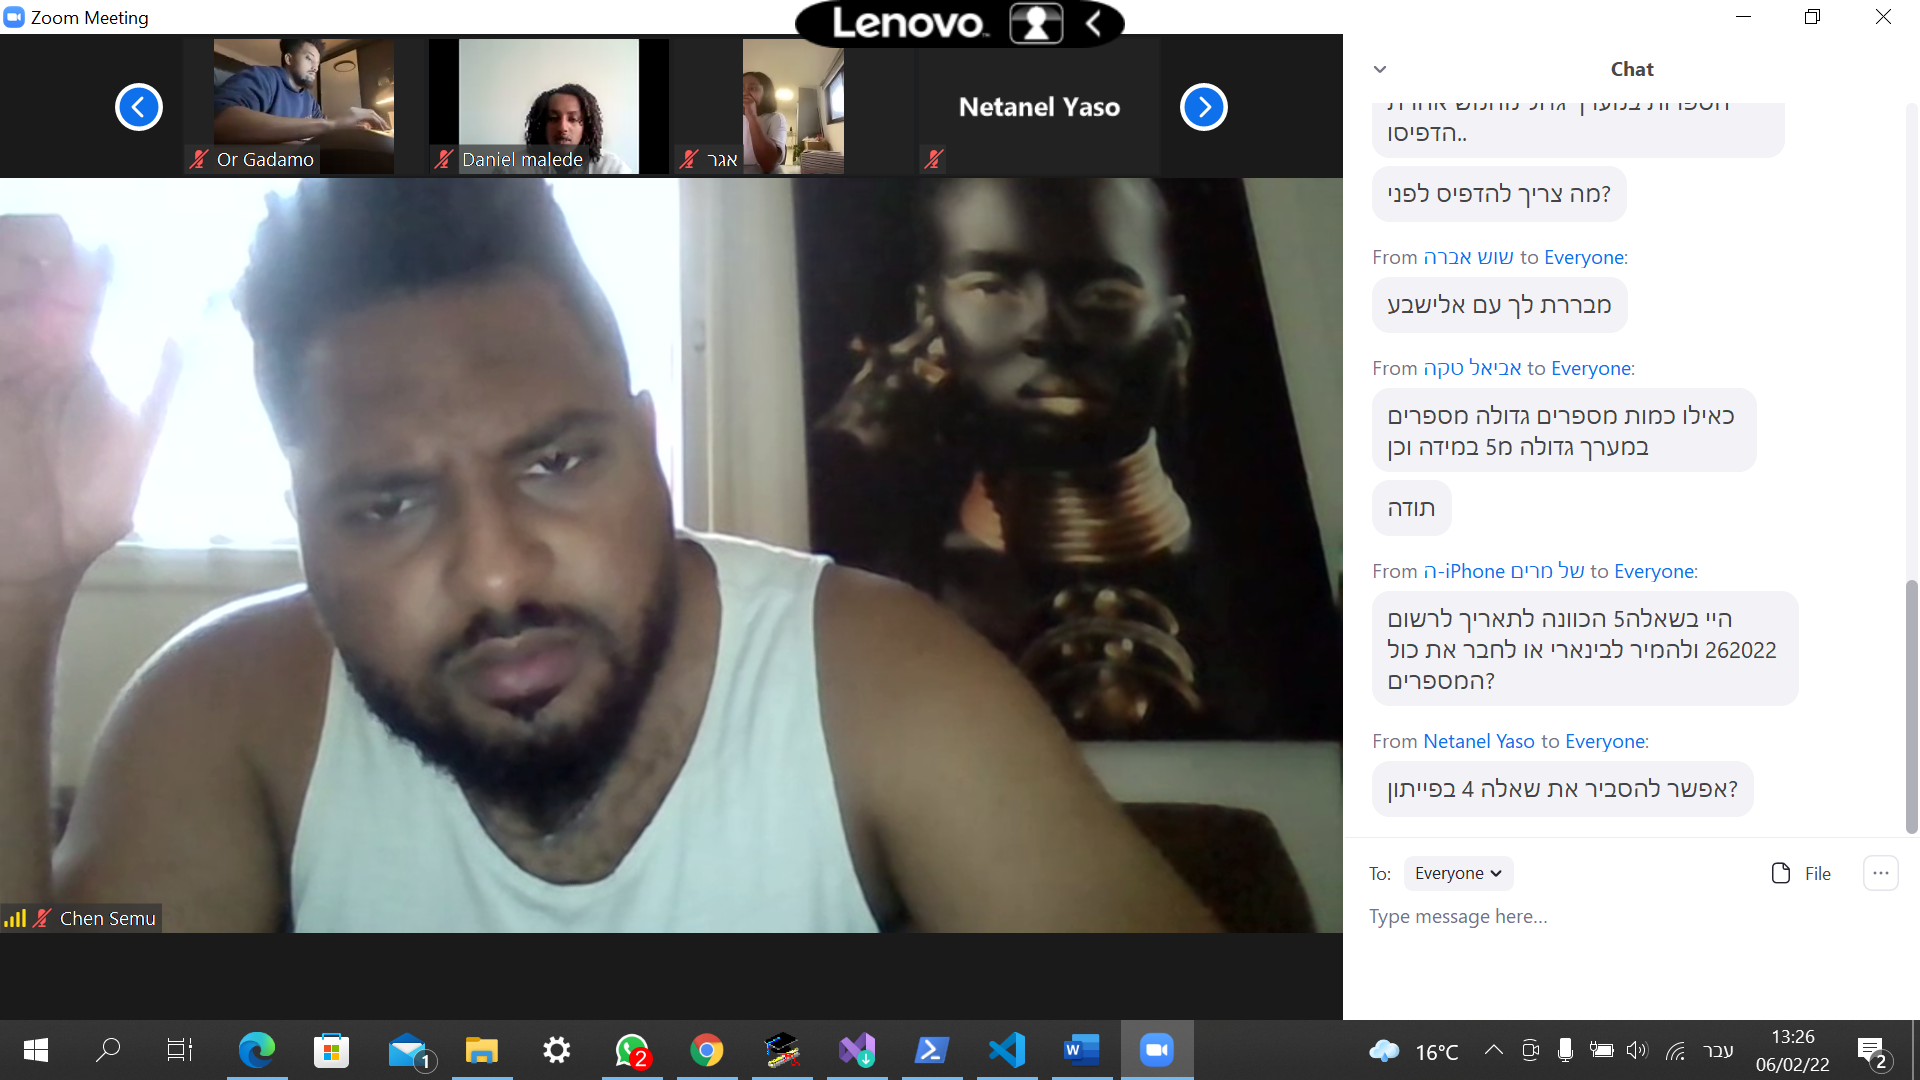 Zoom Meeting
Lenovo
Or Gadamo
Daniel malede
אגר
Netanel Yaso
Chen Semu
Chat
הדפיסו..
מה צריך להדפיס לפני?
From שוש אברה to Everyone:
מבררת לך עם אלישבע
From אביאל טקה to Everyone:
כאילו כמות מספרים גדולה מספרים
במערך גדולה מ5 במידה וכן
תודה
From ה-iPhone של מרים to Everyone:
היי בשאלה5 הכוונה לתאריך לרשום
262022 ולהמיר לבינארי או לחבר את כול
המספרים?
From Netanel Yaso to Everyone:
אפשר להסביר את שאלה 4 בפייתון?
To: Everyone
File
Type message here...
1
2
W
16°C
עבר
13:26
06/02/22
2